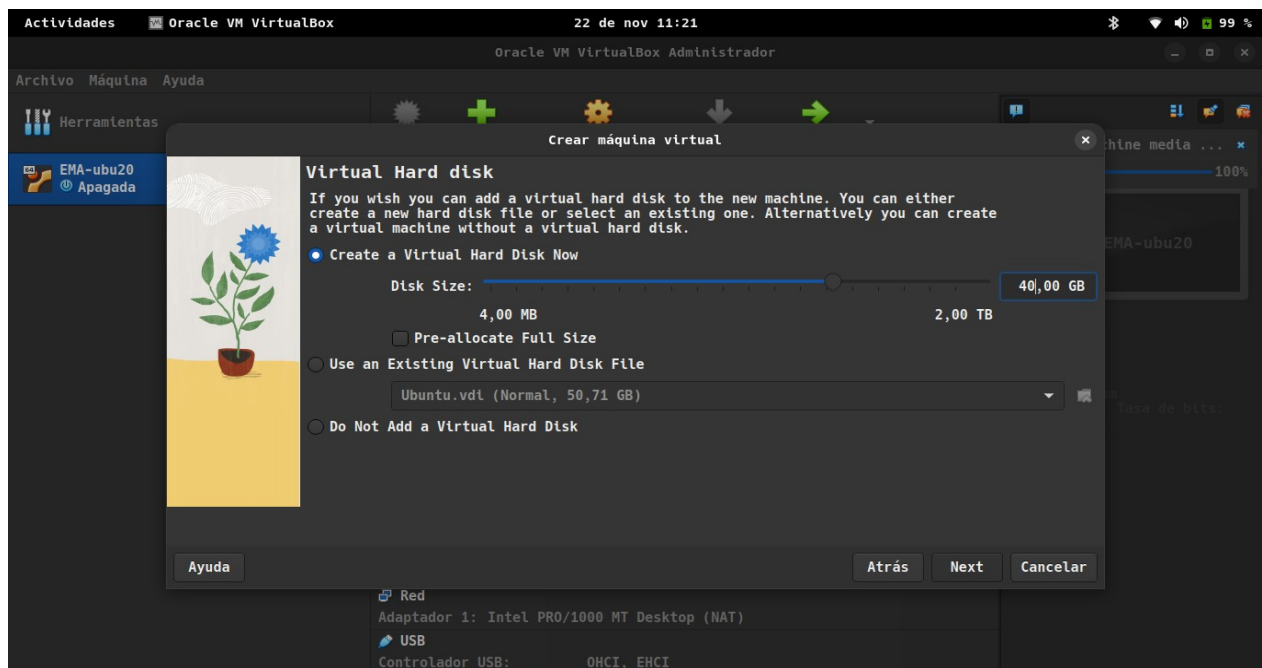 Actividades Oracle VM VirtualBox 22 de nov 11:21 99 %
Oracle VM VirtualBox Administrador
Archivo Máquina Ayuda
Herramientas
Crear máquina virtual
chine media ...
100%
EMA-ubu20
Apagada
EMA-ubu20
Virtual Hard disk
If you wish you can add a virtual hard disk to the new machine. You can either
create a new hard disk file or select an existing one. Alternatively you can create
a virtual machine without a virtual hard disk.
Create a Virtual Hard Disk Now
Disk Size: 40,00 GB
4,00 MB 2,00 TB
Pre-allocate Full Size
Use an Existing Virtual Hard Disk File
Ubuntu.vdi (Normal, 50,71 GB)
Tasa de bits:
Do Not Add a Virtual Hard Disk
Ayuda Atrás Next Cancelar
Red
Adaptador 1: Intel PRO/1000 MT Desktop (NAT)
USB
Controlador USB: OHCI, EHCI